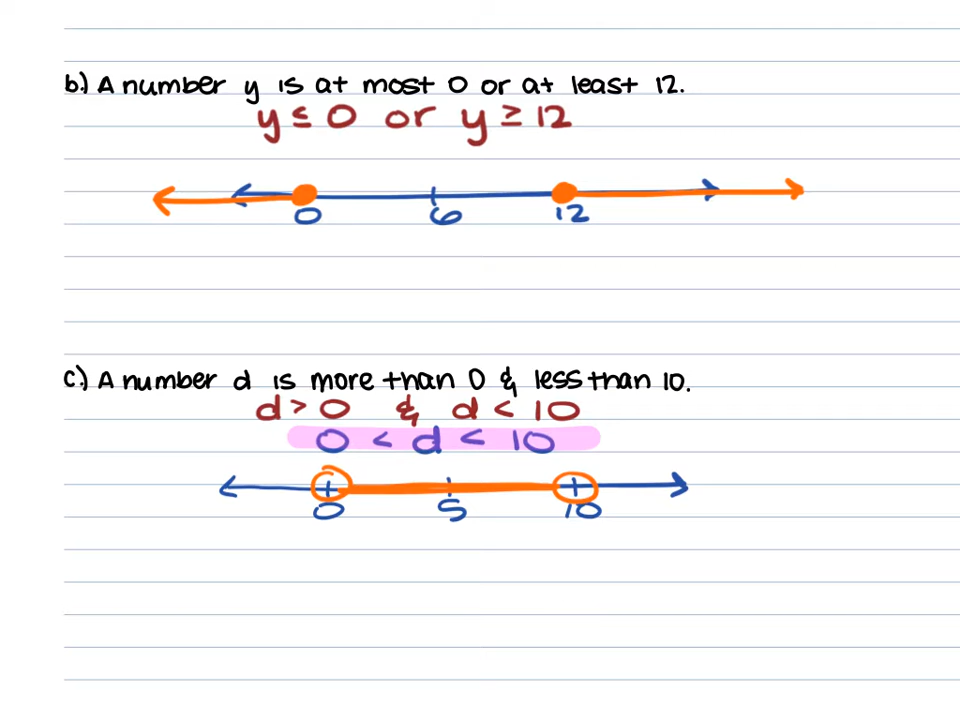 b.) A number y is at most 0 or at least 12.
y ≤ 0 or y ≥ 12
0 6 12
c.) A number d is more than 0 & less than 10.
d > 0 & d < 10
0 < d < 10
0 5 10